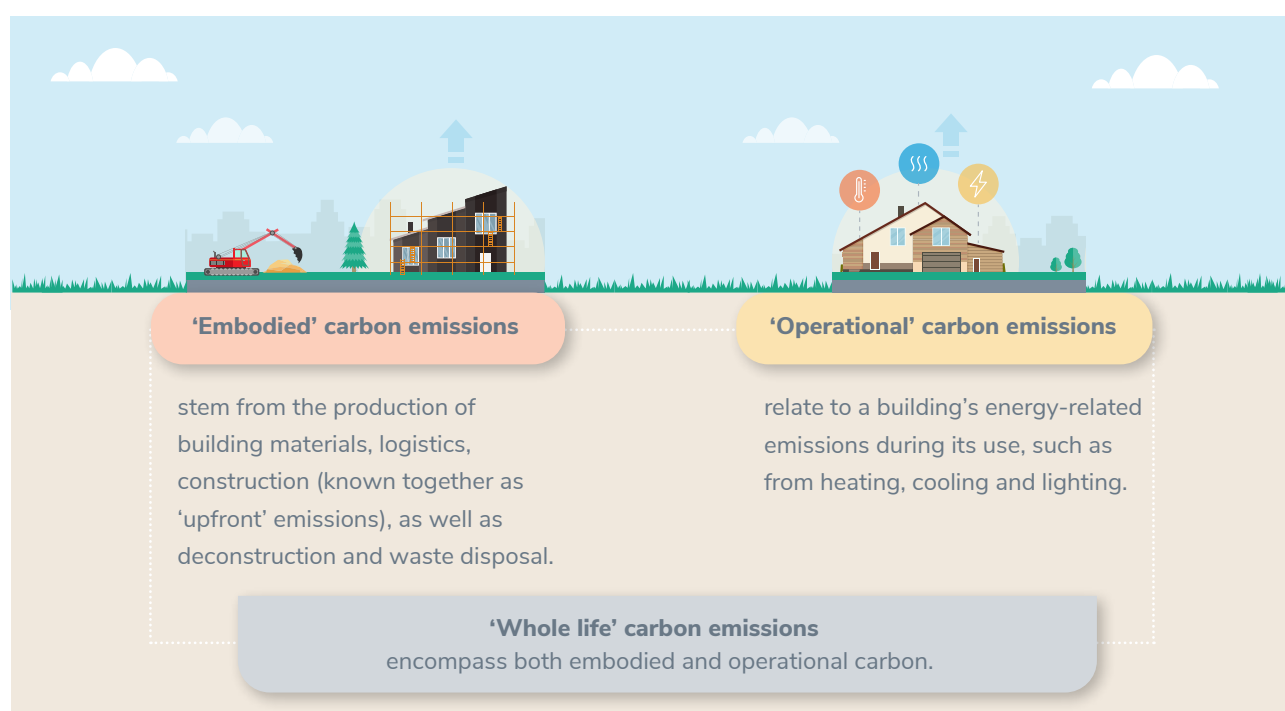 ‘Embodied’ carbon emissions
stem from the production of
building materials, logistics,
construction (known together as
‘upfront’ emissions), as well as
deconstruction and waste disposal.
‘Operational’ carbon emissions
relate to a building’s energy-related
emissions during its use, such as
from heating, cooling and lighting.
‘Whole life’ carbon emissions
encompass both embodied and operational carbon.